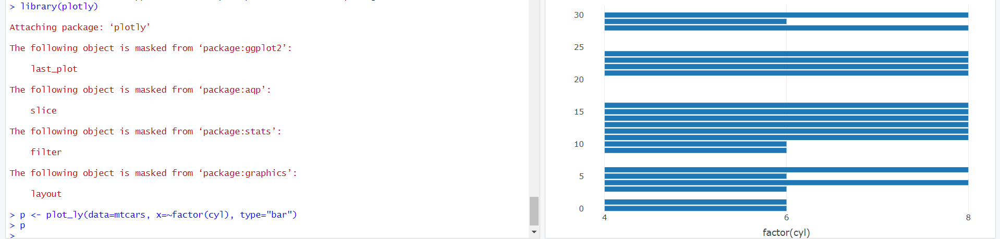 > library(plotly)
Attaching package: ‘plotly’
The following object is masked from ‘package:ggplot2’:
last_plot
The following object is masked from ‘package:aqp’:
slice
The following object is masked from ‘package:stats’:
filter
The following object is masked from ‘package:graphics’:
layout
> p <- plot_ly(data=mtcars, x=~factor(cyl), type="bar")
> p
>
30
25
20
15
10
5
0
4 6 8
factor(cyl)